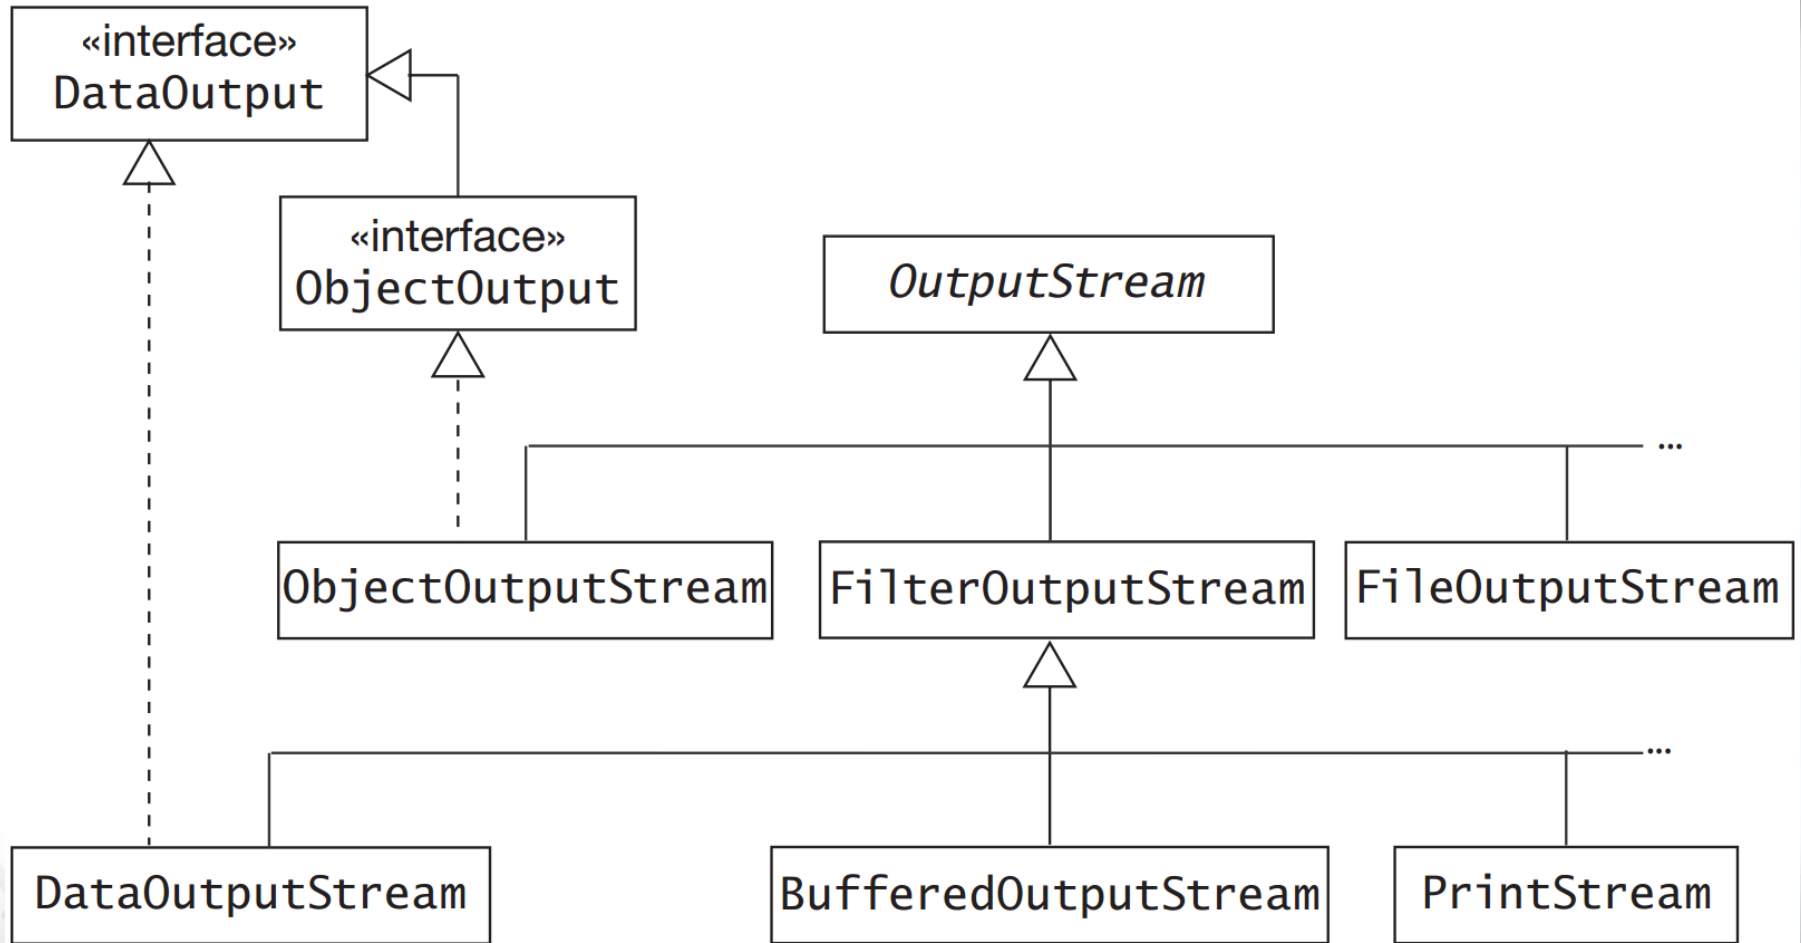 «interface»
DataOutput
«interface»
ObjectOutput
OutputStream
...
ObjectOutputStream
FilterOutputStream
FileOutputStream
...
DataOutputStream
BufferedOutputStream
PrintStream